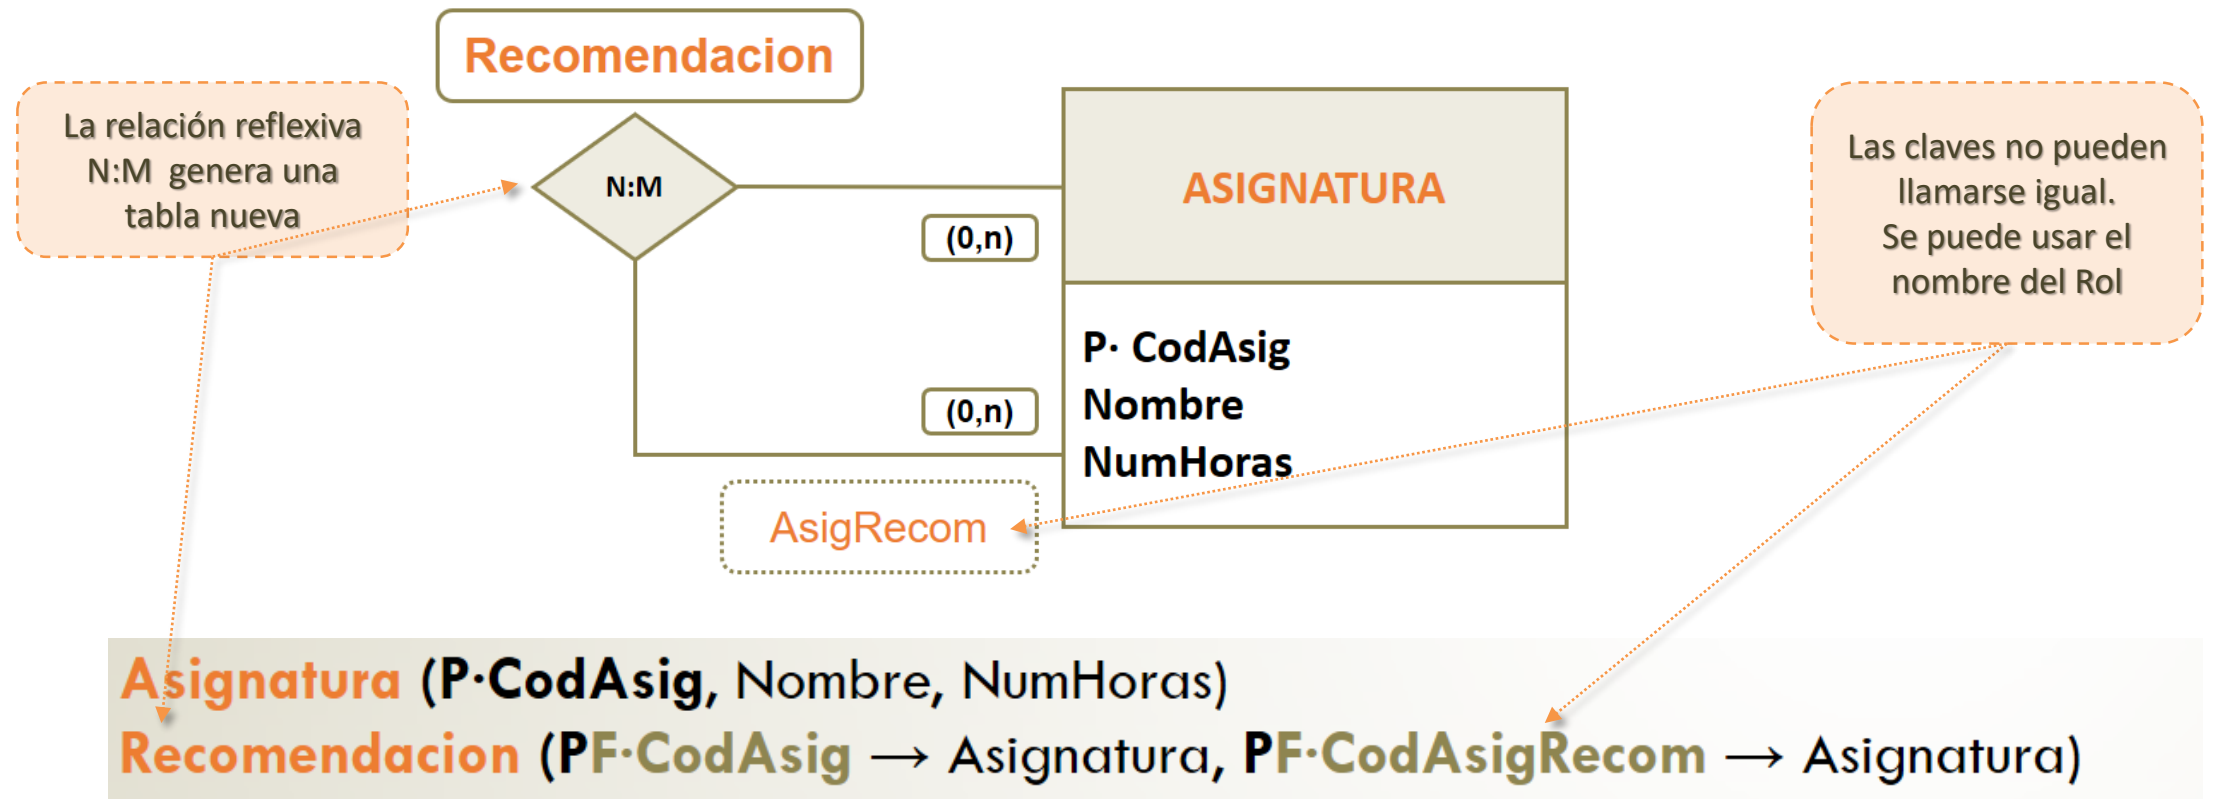 Recomendacion
La relación reflexiva
N:M genera una
tabla nueva
N:M
(0,n)
ASIGNATURA
Las claves no pueden
llamarse igual.
Se puede usar el
nombre del Rol
P· CodAsig
Nombre
NumHoras
(0,n)
AsigRecom
Asignatura (P·CodAsig, Nombre, NumHoras)
Recomendacion (PF·CodAsig → Asignatura, PF·CodAsigRecom → Asignatura)